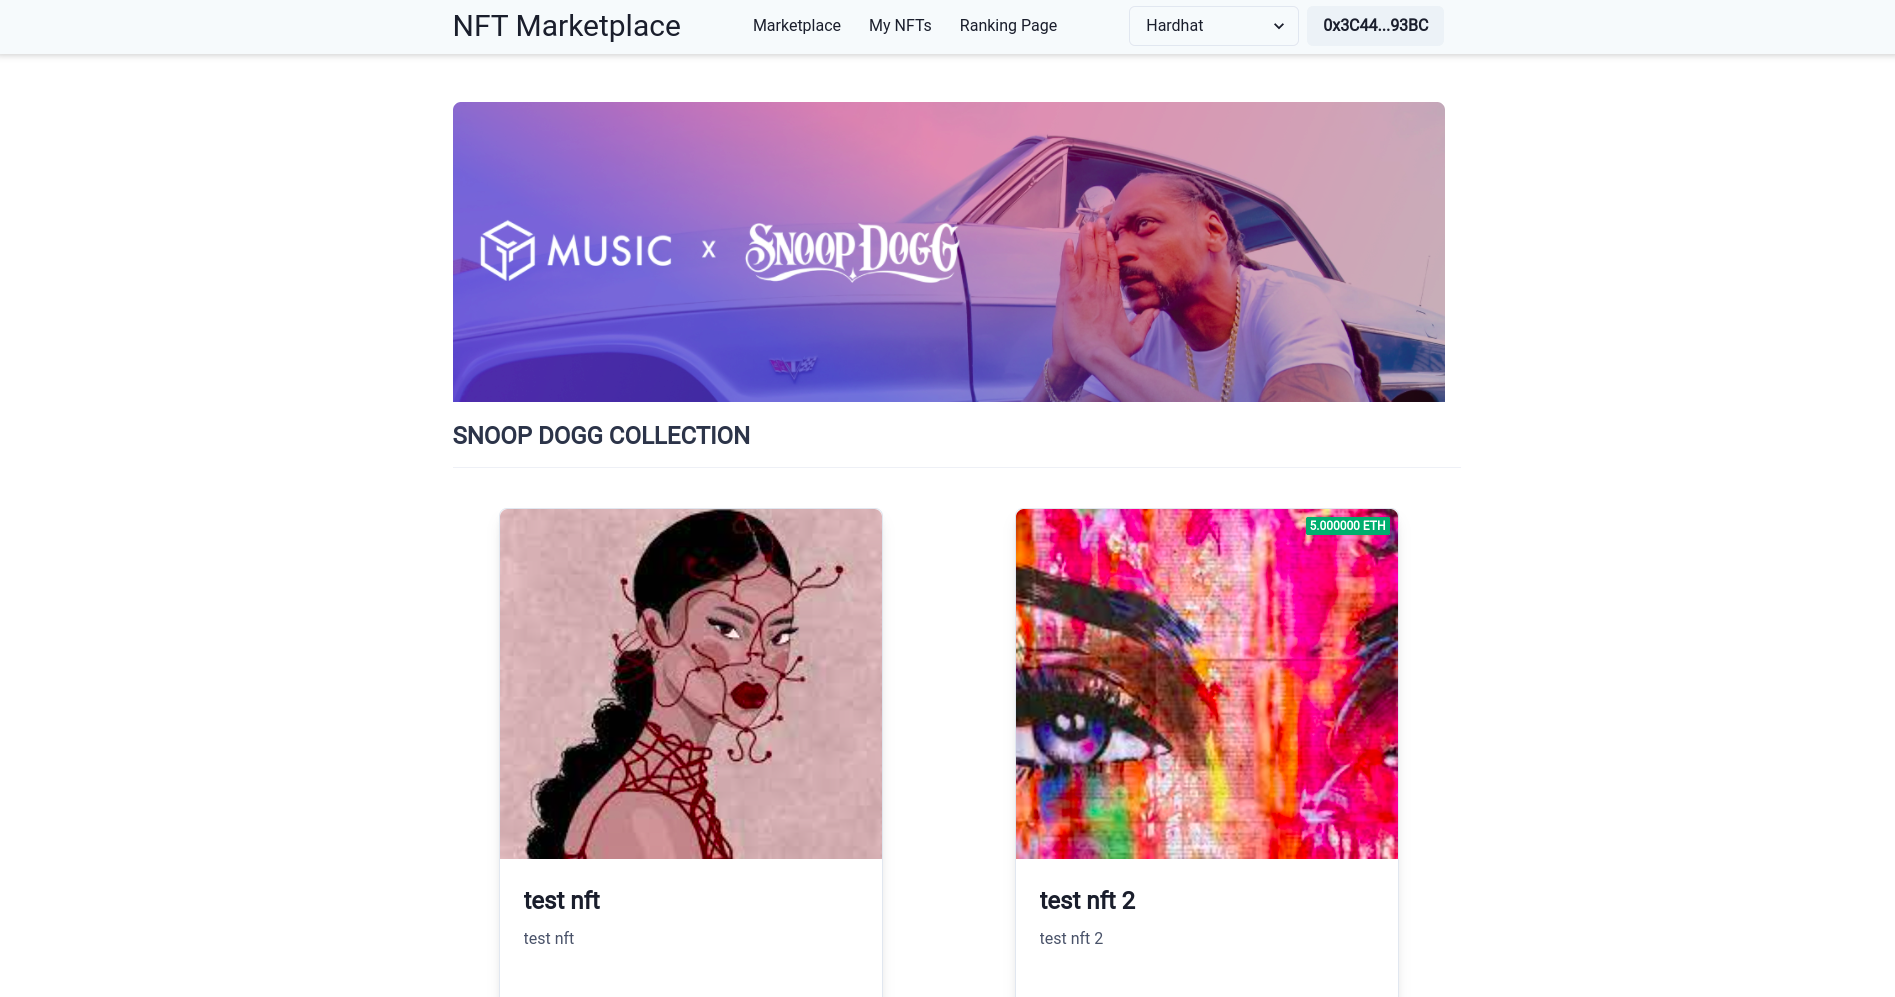 NFT Marketplace
Marketplace
My NFTs
Ranking Page
Hardhat
0x3C44...93BC
MUSIC x SNOOP DOGG
SNOOP DOGG COLLECTION
5.000000 ETH
test nft
test nft
test nft 2
test nft 2